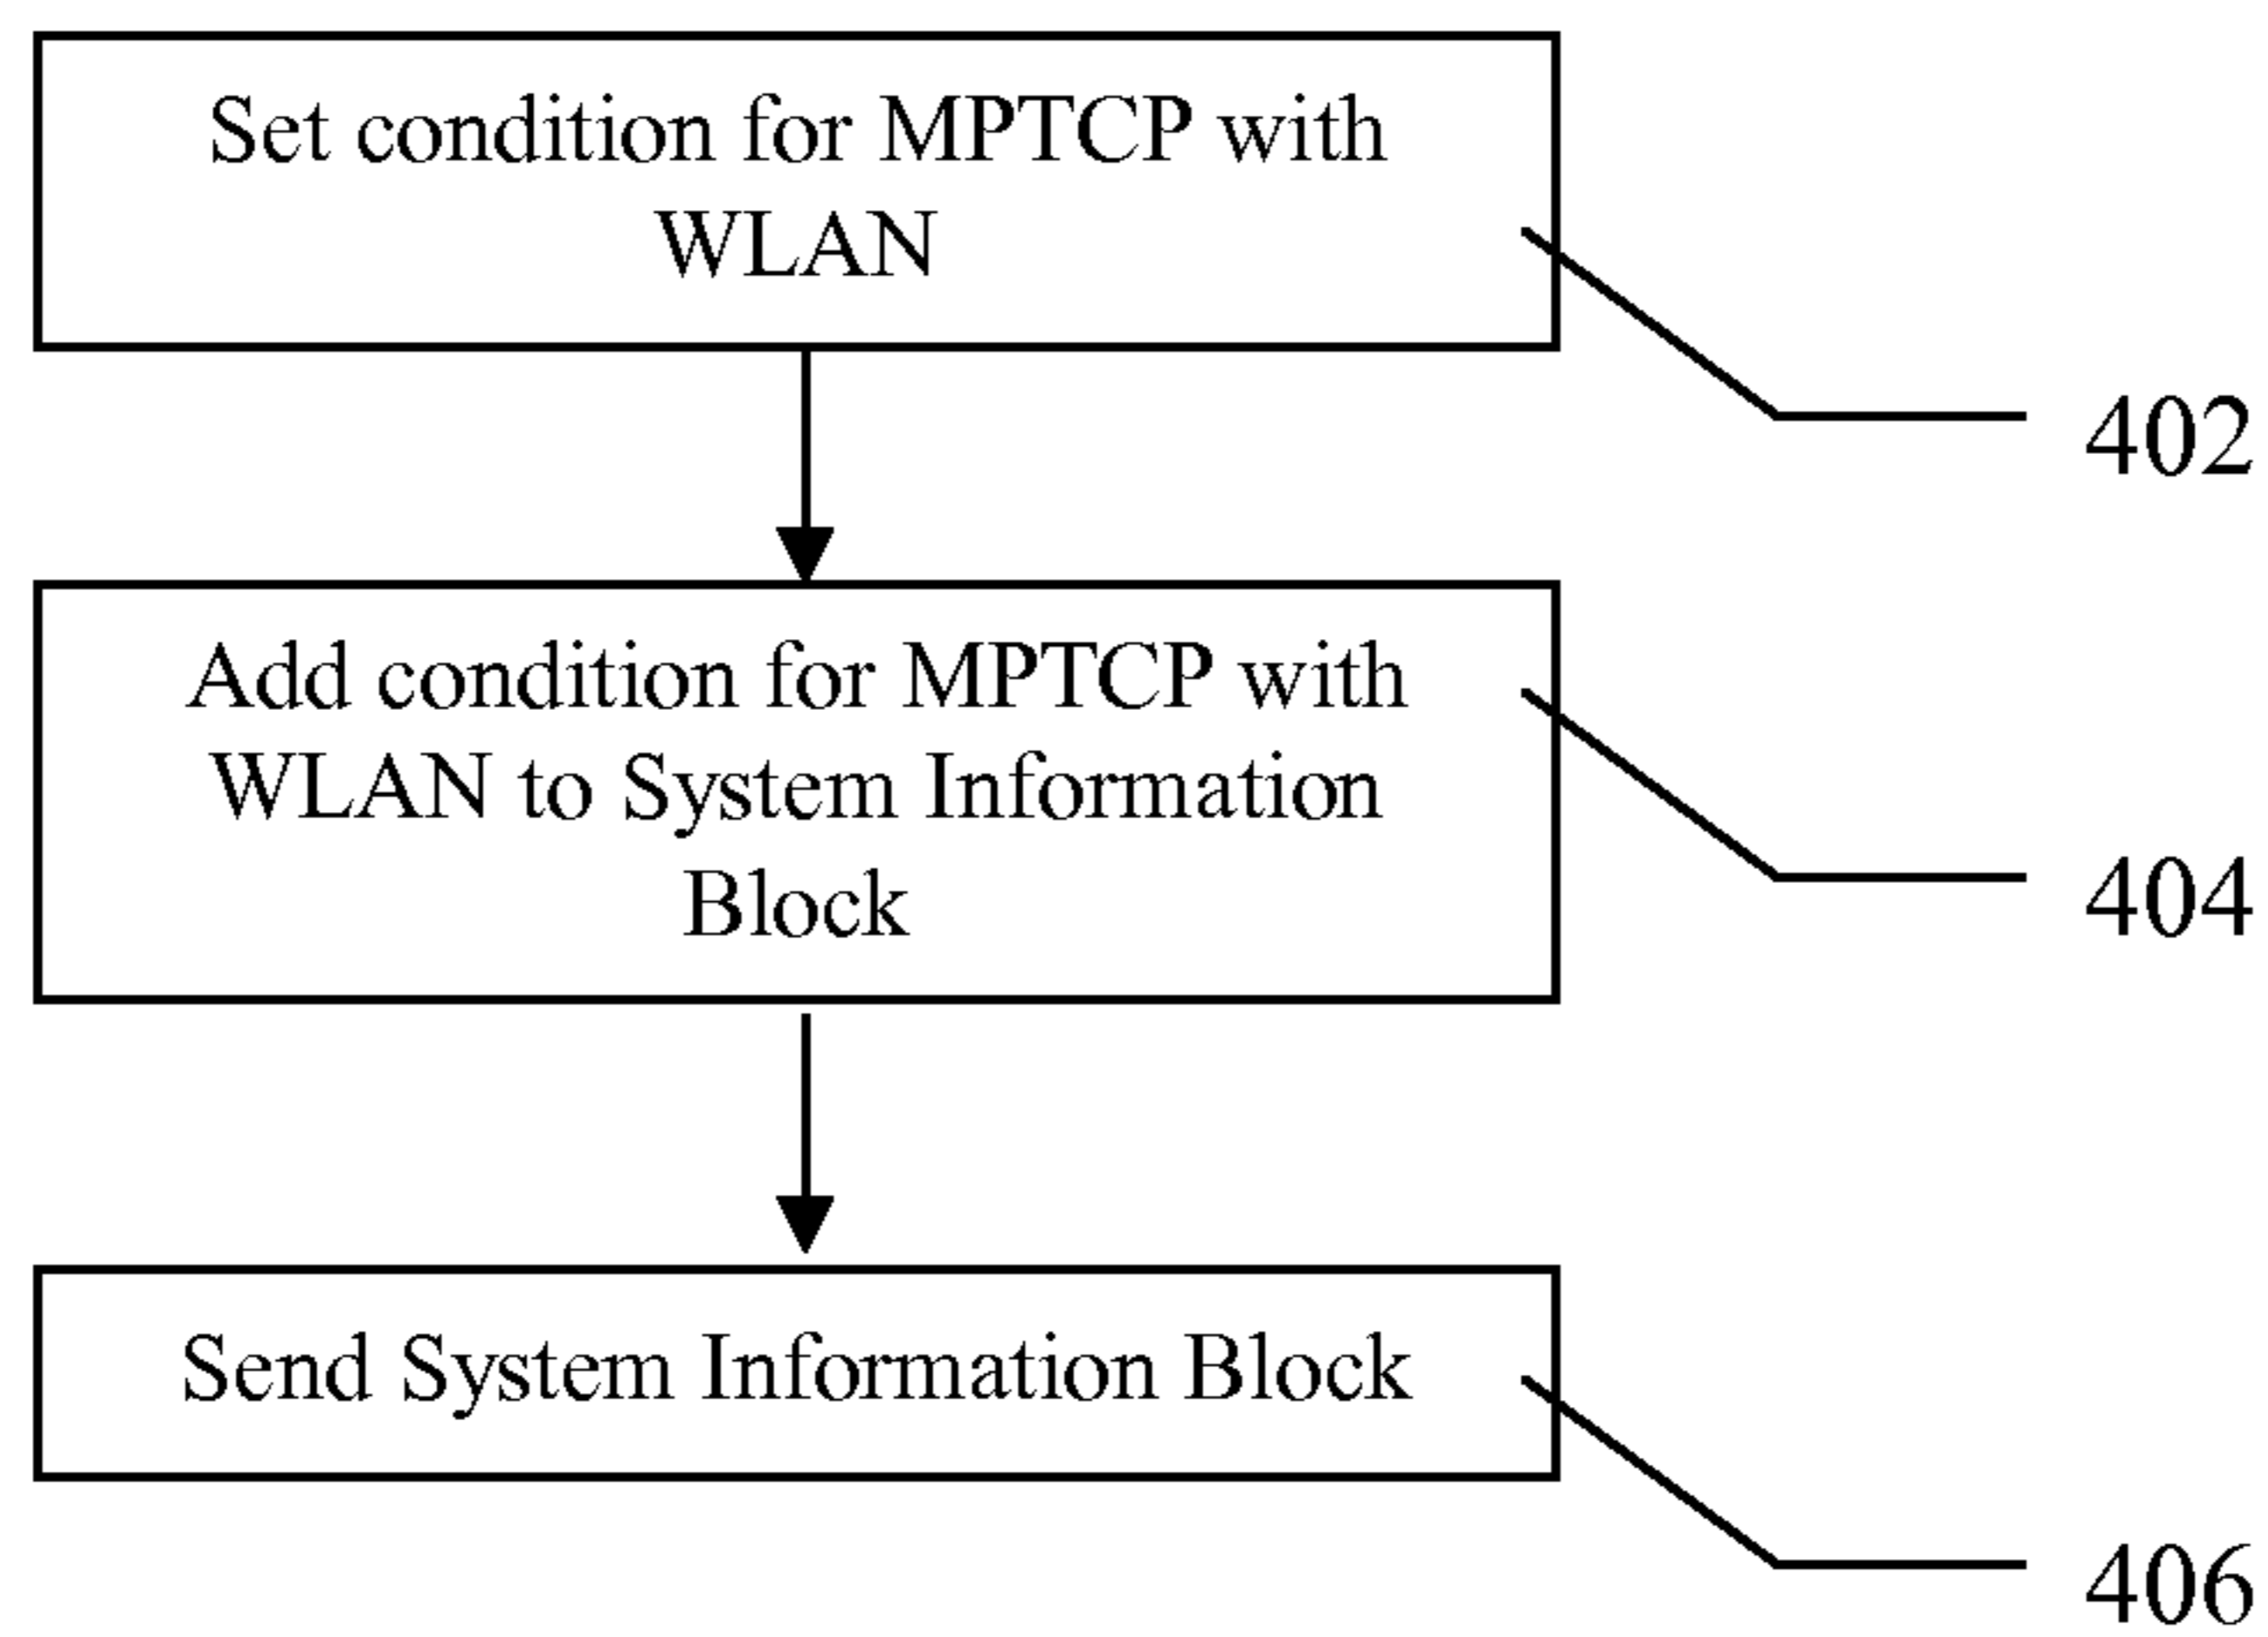 Set condition for MPTCP with
WLAN
402
Add condition for MPTCP with
WLAN to System Information
Block
404
Send System Information Block
406